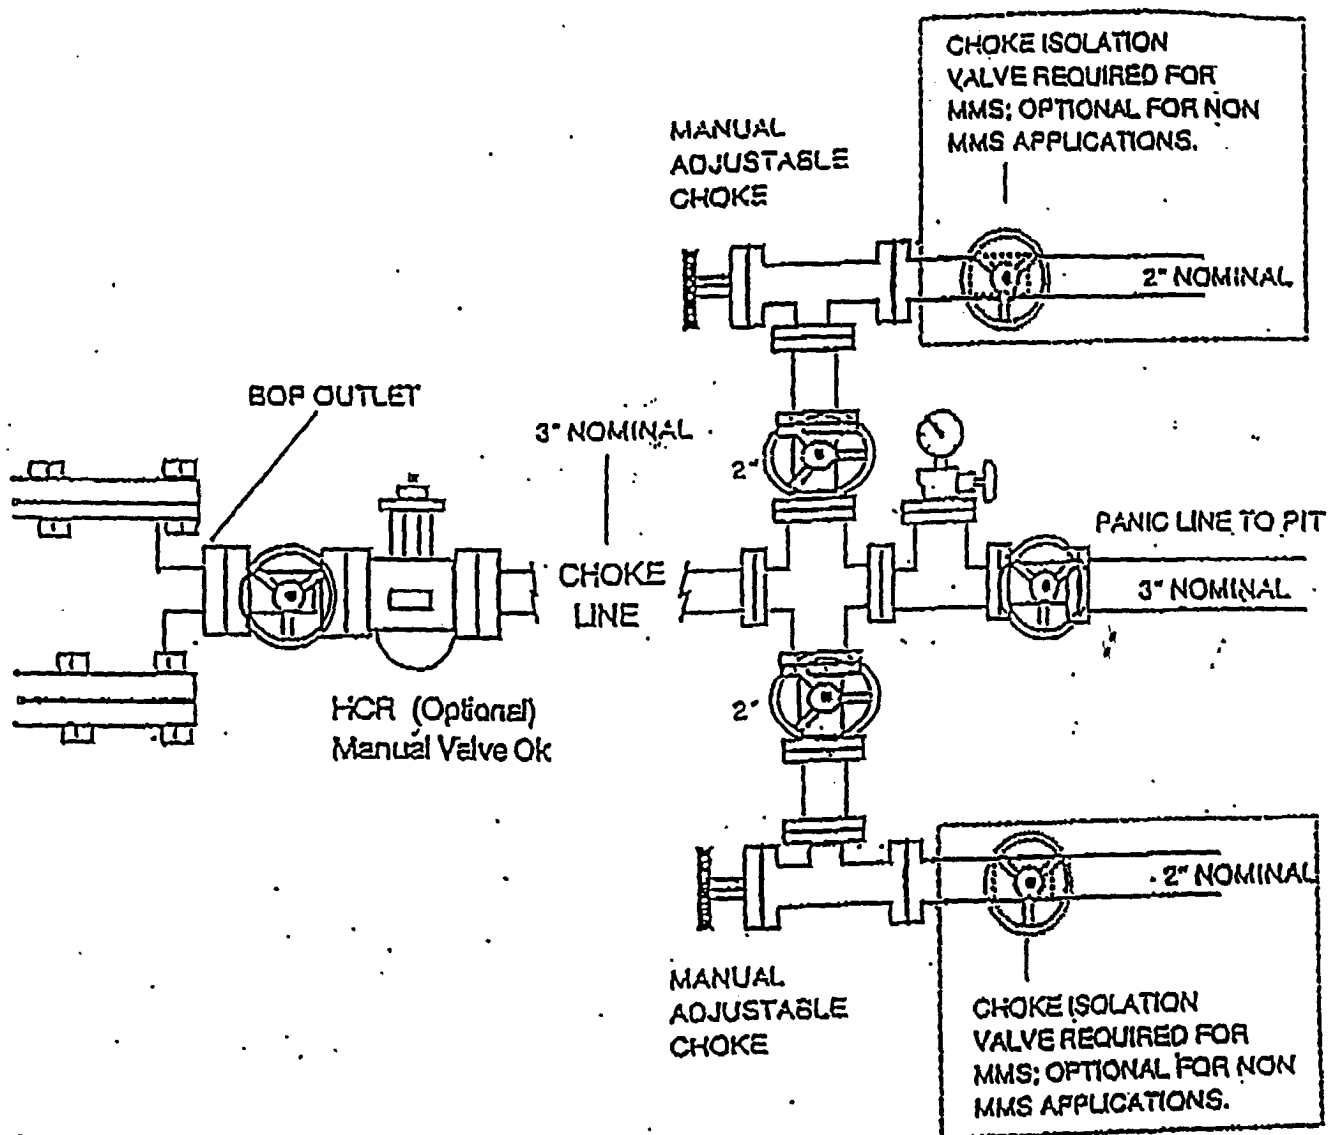 CHOKE ISOLATION
VALVE REQUIRED FOR
MMS; OPTIONAL FOR NON
MMS APPLICATIONS.
MANUAL
ADJUSTABLE
CHOKE
2" NOMINAL
BOP OUTLET
3" NOMINAL
2"
PANIC LINE TO PIT
CHOKE
LINE
3" NOMINAL
HCR (Optional)
Manual Valve Ok
2"
2" NOMINAL
MANUAL
ADJUSTABLE
CHOKE
CHOKE ISOLATION
VALVE REQUIRED FOR
MMS; OPTIONAL FOR NON
MMS APPLICATIONS.